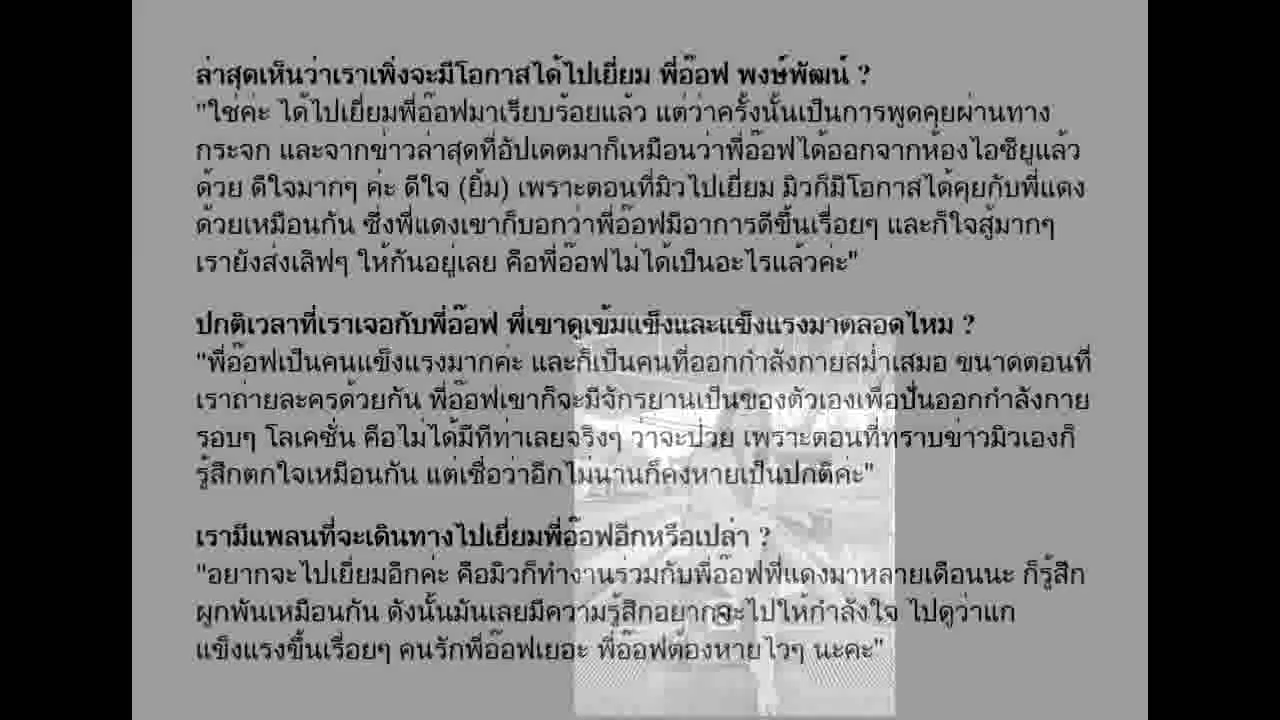 ล่าสุดเห็นว่าเราเพิ่งจะมีโอกาสได้ไปเยี่ยม พี่อ๊อฟ พงษ์พัฒน์ ?
"ใช่ค่ะ ได้ไปเยี่ยมพี่อ๊อฟมาเรียบร้อยแล้ว แต่ว่าครั้งนั้นเป็นการพูดคุยผ่านทาง
กระจก และจากข่าวล่าสุดที่อัปเดตมาก็เหมือนว่าพี่อ๊อฟได้ออกจากห้องไอซียูแล้ว
ด้วย ดีใจมากๆ ค่ะ ดีใจ (ยิ้ม) เพราะตอนที่มิวไปเยี่ยม มิวก็มีโอกาสได้คุยกับพี่แดง
ด้วยเหมือนกัน ซึ่งพี่แดงเขาก็บอกว่าพี่อ๊อฟมีอาการดีขึ้นเรื่อยๆ และก็ใจสู้มากๆ
เรายังส่งเลิฟๆ ให้กันอยู่เลย คือพี่อ๊อฟไม่ได้เป็นอะไรแล้วค่ะ"
ปกติเวลาที่เราเจอกับพี่อ๊อฟ พี่เขาดูเข้มแข็งและแข็งแรงมาตลอดไหม ?
"พี่อ๊อฟเป็นคนแข็งแรงมากค่ะ และก็เป็นคนที่ออกกำลังกายสม่ำเสมอ ขนาดตอนที่
เราถ่ายละครด้วยกัน พี่อ๊อฟเขาก็จะมีจักรยานเป็นของตัวเองเพื่อปั่นออกกำลังกาย
รอบๆ โลเคชั่น คือไม่ได้มีทีท่าเลยจริงๆ ว่าจะป่วย เพราะตอนที่ทราบข่าวมิวเองก็
รู้สึกตกใจเหมือนกัน แต่เชื่อว่าอีกไม่นานก็คงหายเป็นปกติค่ะ"
เรามีแพลนที่จะเดินทางไปเยี่ยมพี่อ๊อฟอีกหรือเปล่า ?
"อยากจะไปเยี่ยมอีกค่ะ คือมิวก็ทำงานร่วมกับพี่อ๊อฟพี่แดงมาหลายเดือนนะ ก็รู้สึก
ผูกพันเหมือนกัน ดังนั้นมันเลยมีความรู้สึกอยากจะไปให้กำลังใจ ไปดูว่าแก
แข็งแรงขึ้นเรื่อยๆ คนรักพี่อ๊อฟเยอะ พี่อ๊อฟต้องหายไวๆ นะคะ"